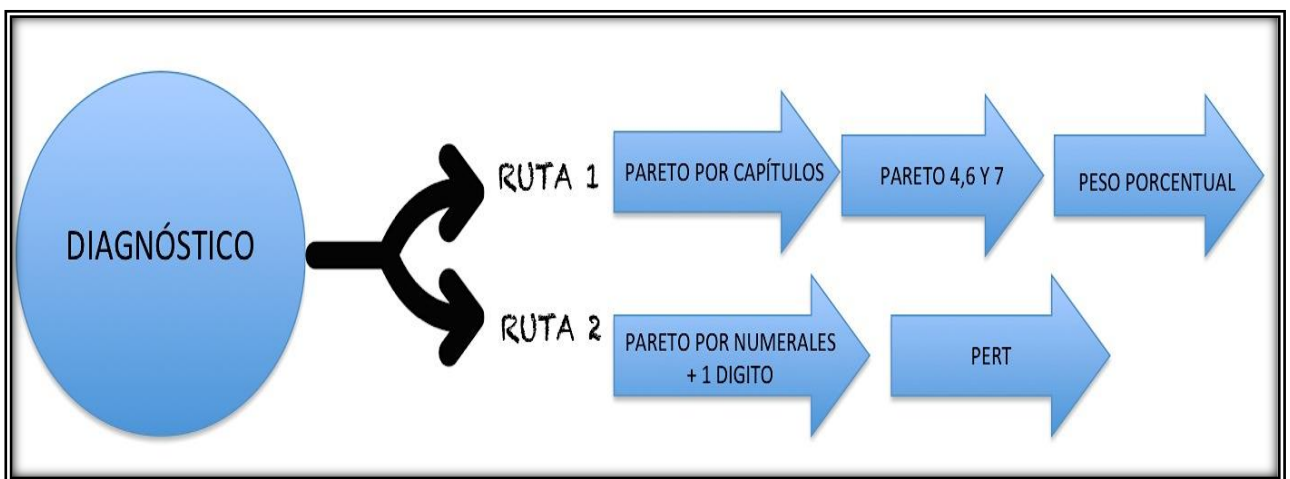 DIAGNÓSTICO
RUTA 1
PARETO POR CAPÍTULOS
PARETO 4,6 Y 7
PESO PORCENTUAL
RUTA 2
PARETO POR NUMERALES
+ 1 DIGITO
PERT